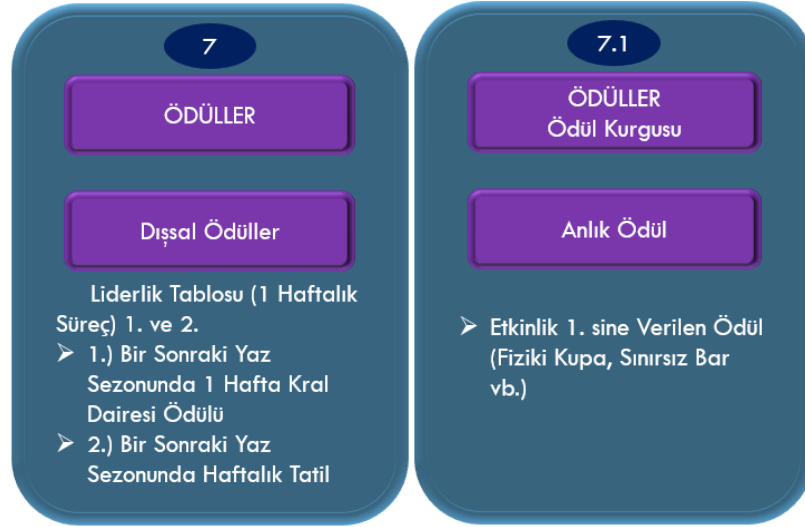 7
ÖDÜLLER
Dışsal Ödüller
Liderlik Tablosu (1 Haftalık
Süreç) 1. ve 2.
➢ 1.) Bir Sonraki Yaz
Sezonunda 1 Hafta Kral
Dairesi Ödülü
➢ 2.) Bir Sonraki Yaz
Sezonunda Haftalık Tatil
7.1
ÖDÜLLER
Ödül Kurgusu
Anlık Ödül
➢ Etkinlik 1. sine Verilen Ödül
(Fiziki Kupa, Sınırsız Bar
vb.)